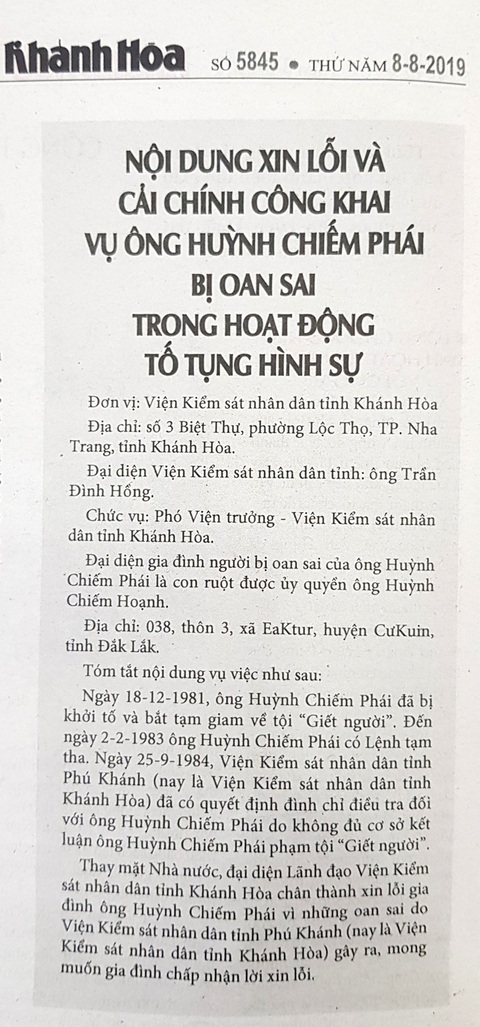 Khánh Hòa SỐ 5845 • THỨ NĂM 8-8-2019
NỘI DUNG XIN LỖI VÀ
CẢI CHÍNH CÔNG KHAI
VỤ ÔNG HUỲNH CHIẾM PHÁI
BỊ OAN SAI
TRONG HOẠT ĐỘNG
TỐ TỤNG HÌNH SỰ
Đơn vị: Viện Kiểm sát nhân dân tỉnh Khánh Hòa
Địa chỉ: số 3 Biệt Thự, phường Lộc Thọ, TP. Nha
Trang, tỉnh Khánh Hòa.
Đại diện Viện Kiểm sát nhân dân tỉnh: ông Trần
Đình Hồng.
Chức vụ: Phó Viện trưởng - Viện Kiểm sát nhân
dân tỉnh Khánh Hòa.
Đại diện gia đình người bị oan sai của ông Huỳnh
Chiếm Phái là con ruột được ủy quyền ông Huỳnh
Chiếm Hoạnh.
Địa chỉ: 038, thôn 3, xã EaKtur, huyện CưKuin,
tỉnh Đắk Lắk.
Tóm tắt nội dung vụ việc như sau:
Ngày 18-12-1981, ông Huỳnh Chiếm Phái đã bị
khởi tố và bắt tạm giam về tội “Giết người”. Đến
ngày 2-2-1983 ông Huỳnh Chiếm Phái có Lệnh tạm
tha. Ngày 25-9-1984, Viện Kiểm sát nhân dân tỉnh
Phú Khánh (nay là Viện Kiểm sát nhân dân tỉnh
Khánh Hòa) đã có quyết định đình chỉ điều tra đối
với ông Huỳnh Chiếm Phái do không đủ cơ sở kết
luận ông Huỳnh Chiếm Phái phạm tội “Giết người”.
Thay mặt Nhà nước, đại diện Lãnh đạo Viện Kiểm
sát nhân dân tỉnh Khánh Hòa chân thành xin lỗi gia
đình ông Huỳnh Chiếm Phái vì những oan sai do
Viện Kiểm sát nhân dân tỉnh Phú Khánh (nay là Viện
Kiểm sát nhân dân tỉnh Khánh Hòa) gây ra, mong
muốn gia đình chấp nhận lời xin lỗi.